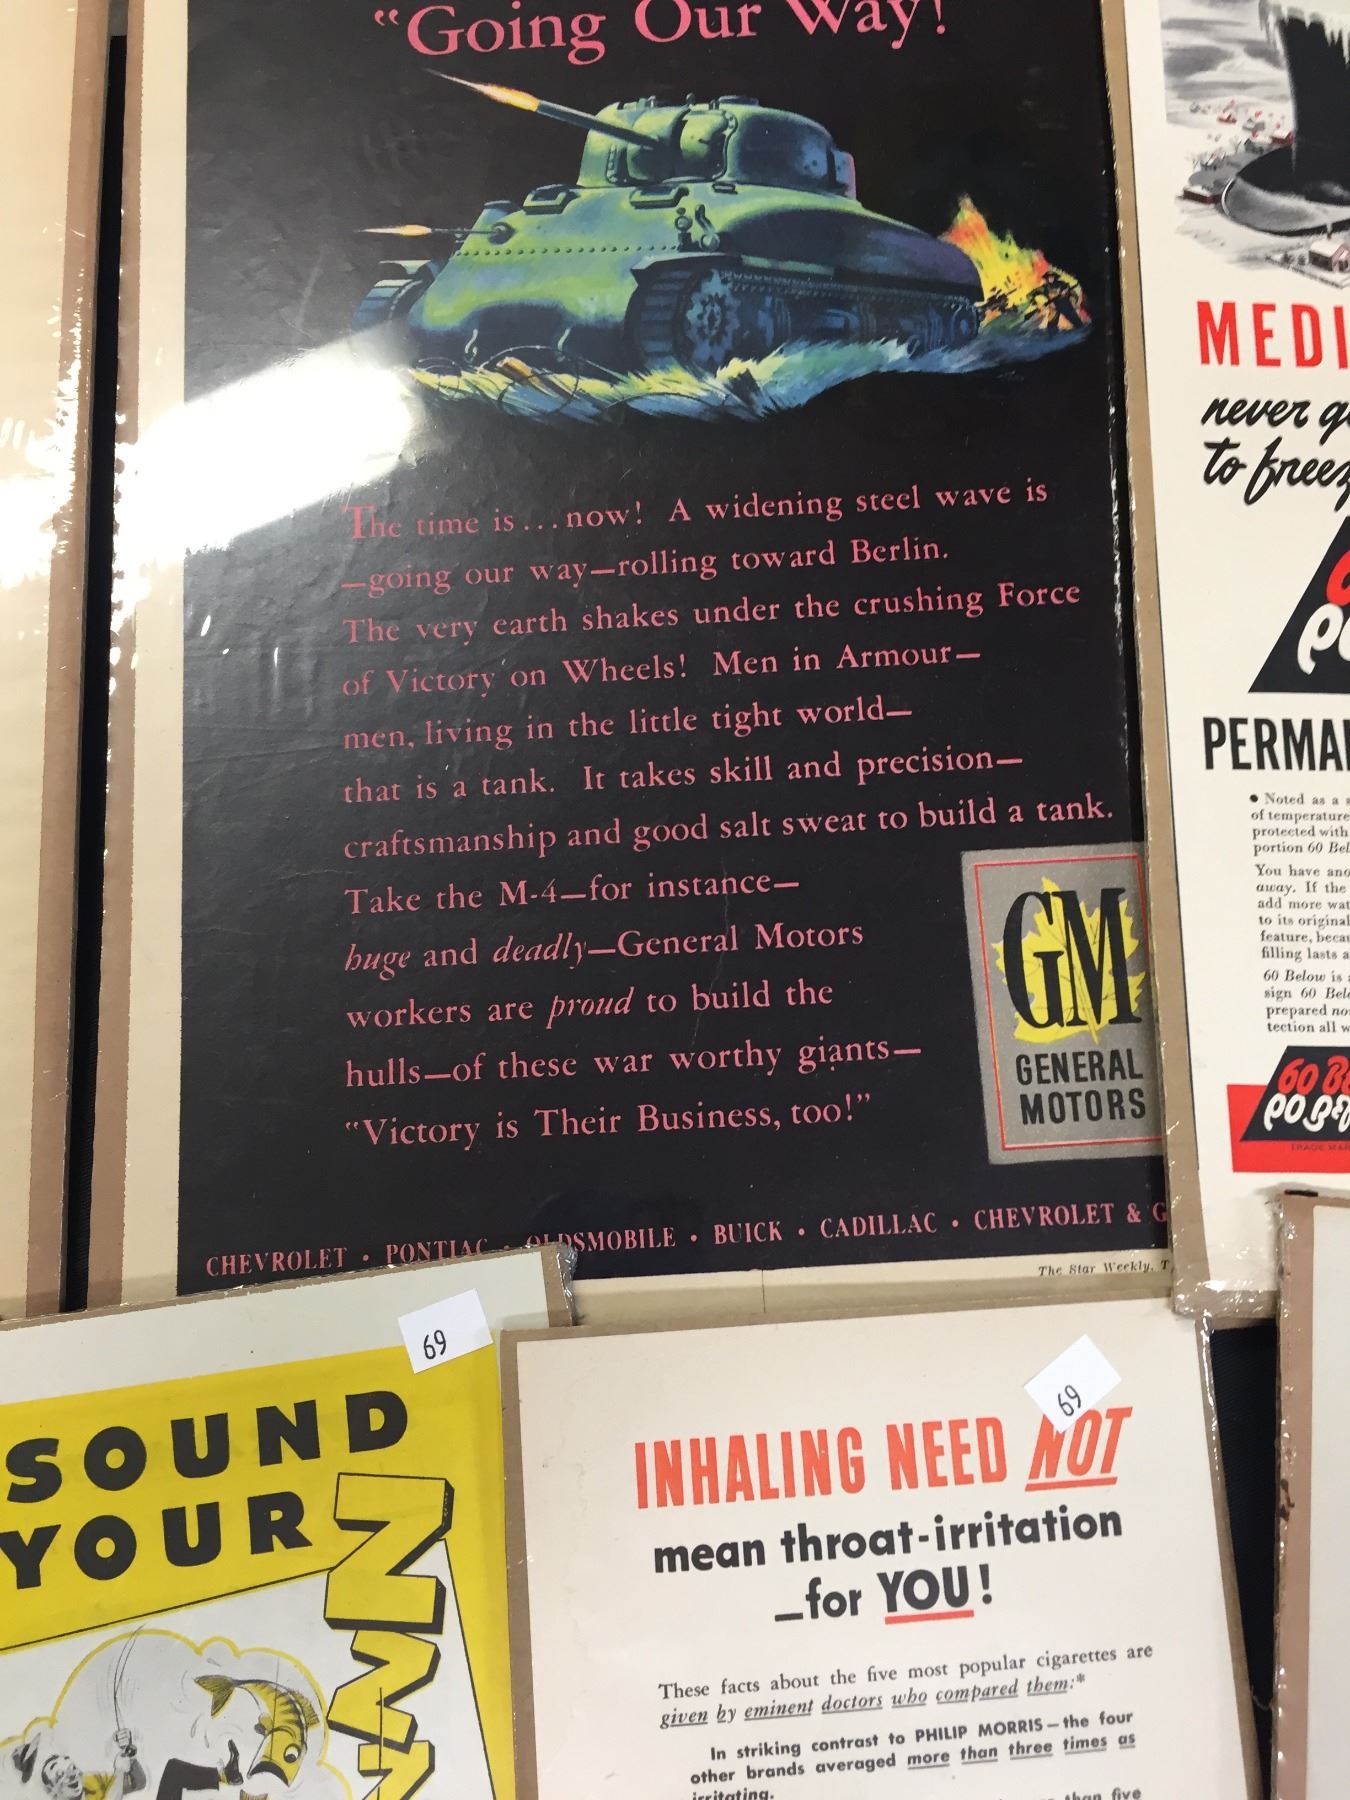 "Going Our Way!
The time is...now! A widening steel wave is
—going our way—rolling toward Berlin.
The very earth shakes under the crushing Force
of Victory on Wheels! Men in Armour—
men, living in the little tight world—
that is a tank. It takes skill and precision—
craftsmanship and good salt sweat to build a tank.
Take the M-4—for instance—
huge and deadly—General Motors
workers are proud to build the
hulls—of these war worthy giants—
"Victory is Their Business, too!"
GM
GENERAL
MOTORS
CHEVROLET • PONTIAC • OLDSMOBILE • BUICK • CADILLAC • CHEVROLET & G
The Star Weekly, T
MEDI
never g
to freez
PERMA
• Noted as a s
of temperature
protected with
portion 60 Bel
You have ano
away. If the
add more wat
to its original
feature, becau
filling lasts a
60 Below is
sign 60 Bel
prepared no
tection all w
60 Be
TRADE MAR
69
SOUND
YOUR
69
INHALING NEED NOT
mean throat-irritation
—for YOU!
These facts about the five most popular cigarettes are
given by eminent doctors who compared them:*
In striking contrast to PHILIP MORRIS—the four
other brands averaged more than three times as
irritating.
than five